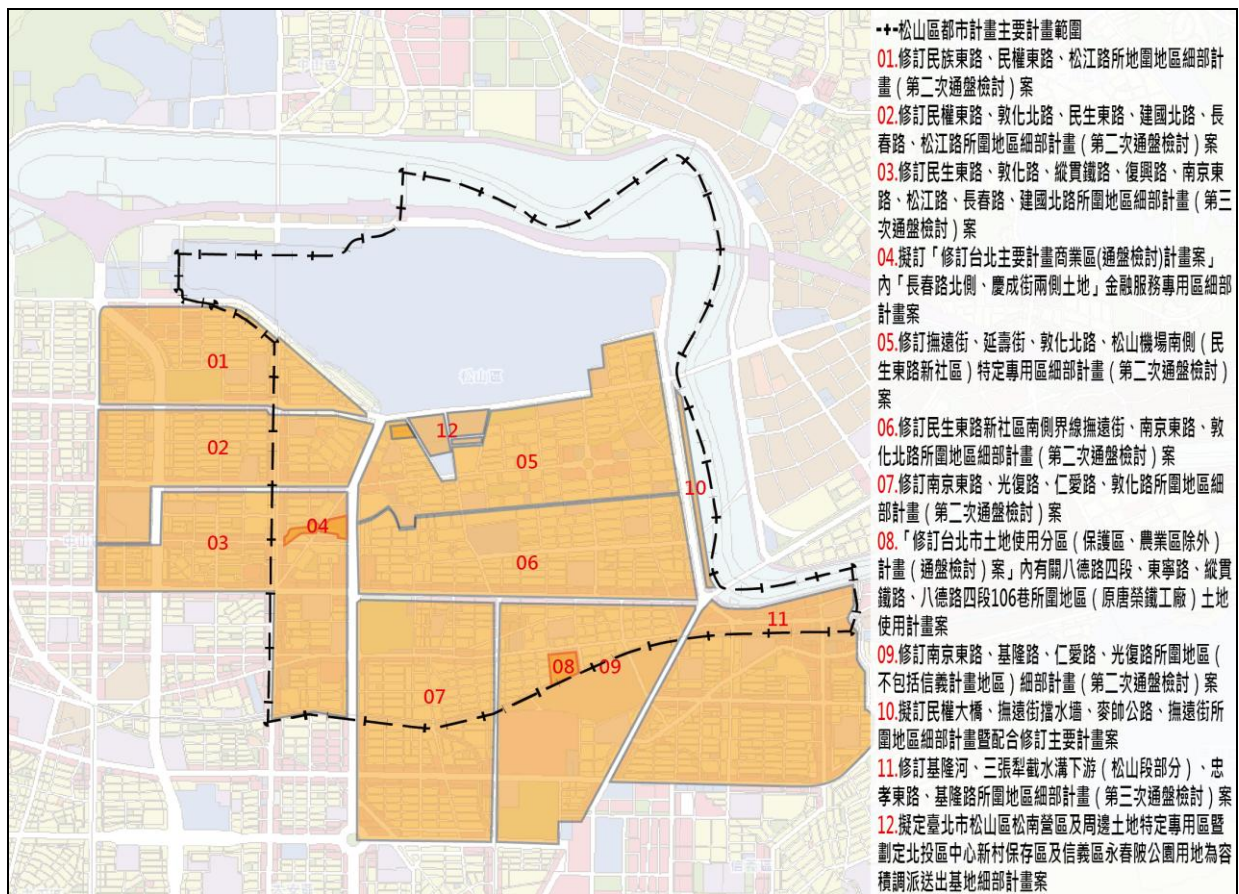 松山區都市計畫主要計畫範圍
01.修訂民族東路、民權東路、松江路所地圍地區細部計
畫(第二次通盤檢討)案
02.修訂民權東路、敦化北路、民生東路、建國北路、長
春路、松江路所圍地區細部計畫(第二次通盤檢討)案
03.修訂民生東路、敦化路、縱貫鐵路、復興路、南京東
路、松江路、長春路、建國北路所圍地區細部計畫(第三
次通盤檢討)案
04.擬訂「修訂台北主要計畫商業區(通盤檢討)計畫案」
內「長春路北側、慶成街兩側土地」金融服務專用區細部
計畫案
05.修訂撫遠街、延壽街、敦化北路、松山機場南側(民
生東路新社區)特定專用區細部計畫(第二次通盤檢討)
案
06.修訂民生東路新社區南側界線撫遠街、南京東路、敦
化北路所圍地區細部計畫(第二次通盤檢討)案
07.修訂南京東路、光復路、仁愛路、敦化路所圍地區細
部計畫(第二次通盤檢討)案
08.「修訂台北市土地使用分區(保護區、農業區除外)
計畫(通盤檢討)案」內有關八德路四段、東寧路、縱貫
鐵路、八德路四段106巷所圍地區(原唐榮鐵工廠)土地
使用計畫案
09.修訂南京東路、基隆路、仁愛路、光復路所圍地區(
不包括信義計畫地區)細部計畫(第二次通盤檢討)案
10.擬訂民權大橋、撫遠街擋水墻、麥帥公路、撫遠街所
圍地區細部計畫暨配合修訂主要計畫案
11.修訂基隆河、三張犁截水溝下游(松山段部分)、忠
孝東路、基隆路所圍地區細部計畫(第三次通盤檢討)案
12.擬定臺北市松山區松南營區及周邊土地特定專用區暨
劃定北投區中心新村保存區及信義區永春陂公園用地為容
積調派送出基地細部計畫案
01
松山區
02
12
05
10
04
03
06
11
08
09
07